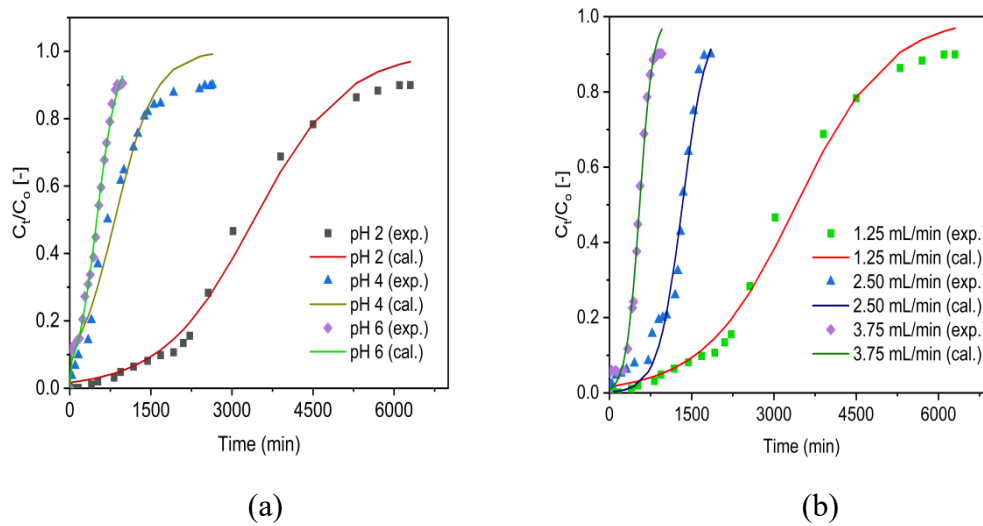 1.0
0.8
0.6
0.4
0.2
0.0
Ct/Co [-]
pH 2 (exp.)
pH 2 (cal.)
pH 4 (exp.)
pH 4 (cal.)
pH 6 (exp.)
pH 6 (cal.)
0 1500 3000 4500 6000
Time (min)
(a)
1.0
0.8
0.6
0.4
0.2
0.0
Ct/Co [-]
1.25 mL/min (exp.)
1.25 mL/min (cal.)
2.50 mL/min (exp.)
2.50 mL/min (cal.)
3.75 mL/min (exp.)
3.75 mL/min (cal.)
0 1500 3000 4500 6000
Time (min)
(b)